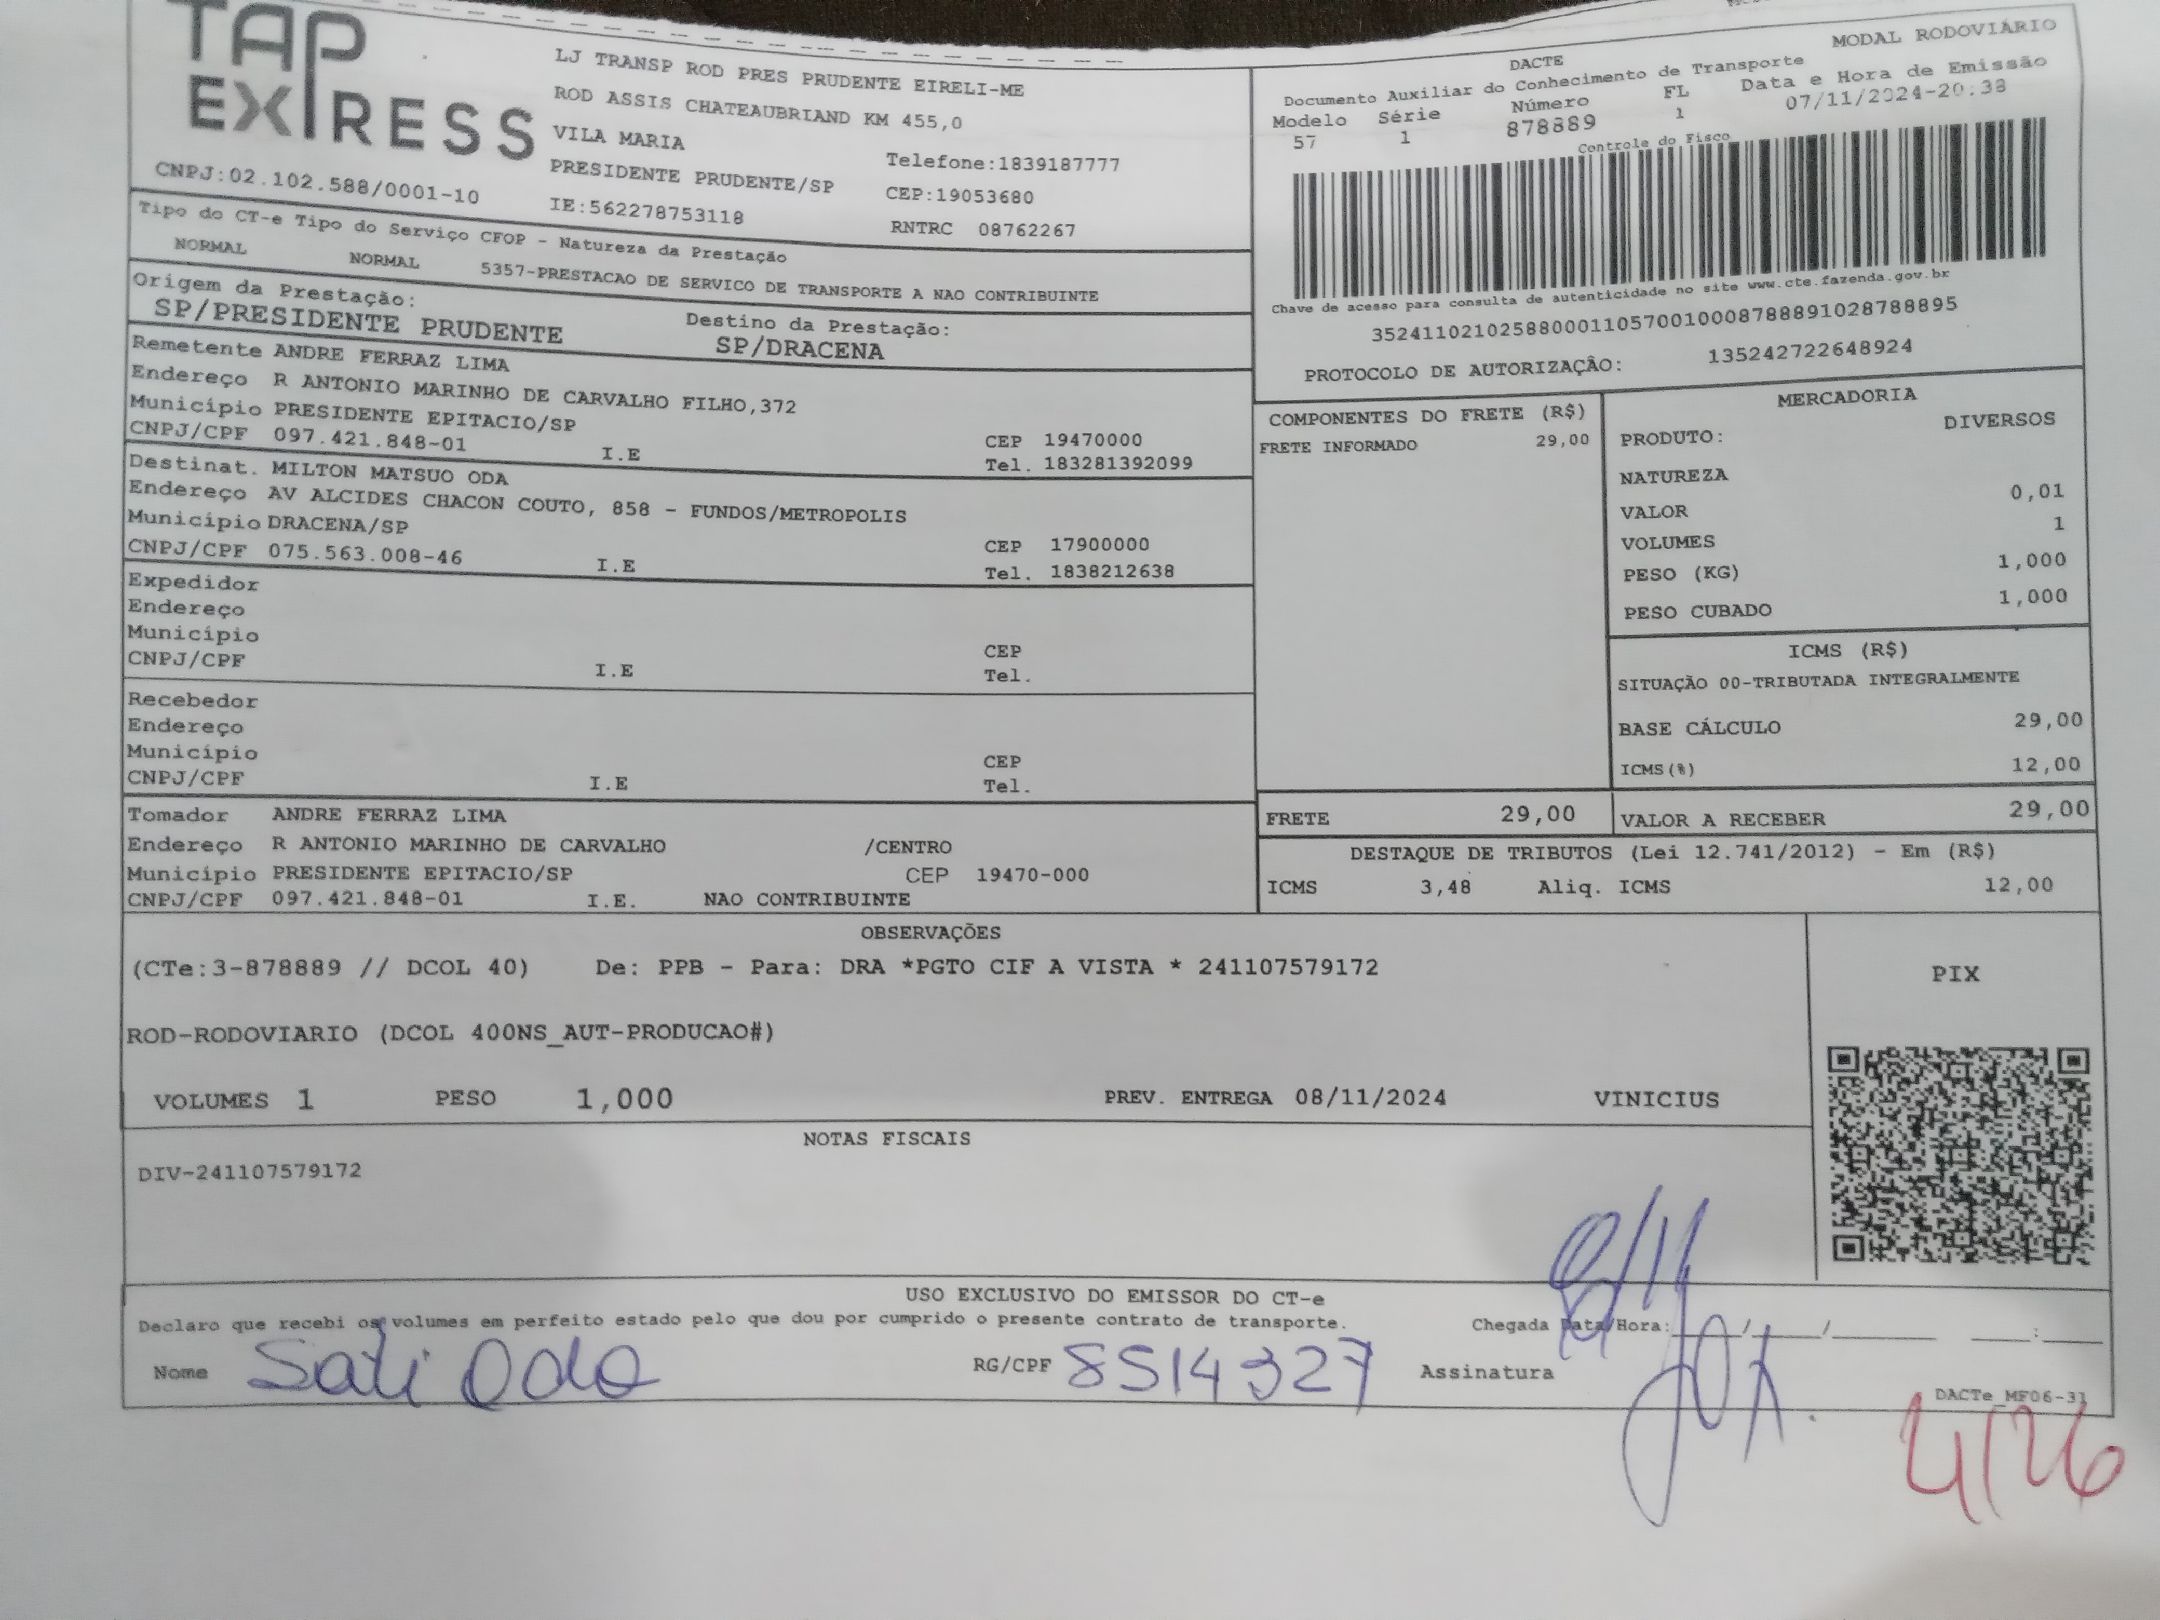 TAP
EXPRESS
CNPJ:02.102.588/0001-10
LJ TRANSP ROD PRES PRUDENTE EIRELI-ME
ROD ASSIS CHATEAUBRIAND KM 455,0
VILA MARIA
Telefone:1839187777
PRESIDENTE PRUDENTE/SP
CEP:19053680
IE:562278753118
RNTRC 08762267
MODAL RODOVIÁRIO
DACTE
Documento Auxiliar do Conhecimento de Transporte
Modelo Série Número FL Data e Hora de Emissão
57 1 878889 1 07/11/2024-20:38
Controle do Fisco
Chave de acesso para consulta de autenticidade no site www.cte.fazenda.gov.br
35241102102588000110570010008788891028788895
PROTOCOLO DE AUTORIZAÇÂO: 135242722648924
Tipo do CT-e Tipo do Serviço CFOP - Natureza da Prestação
NORMAL NORMAL 5357-PRESTACAO DE SERVICO DE TRANSPORTE A NAO CONTRIBUINTE
Origem da Prestação: Destino da Prestação:
SP/PRESIDENTE PRUDENTE SP/DRACENA
Remetente ANDRE FERRAZ LIMA
Endereço R ANTONIO MARINHO DE CARVALHO FILHO,372
Município PRESIDENTE EPITACIO/SP CEP 19470000
CNPJ/CPF 097.421.848-01 I.E Tel. 183281392099
Destinat. MILTON MATSUO ODA
Endereço AV ALCIDES CHACON COUTO, 858 - FUNDOS/METROPOLIS
Município DRACENA/SP CEP 17900000
CNPJ/CPF 075.563.008-46 I.E Tel. 1838212638
Expedidor
Endereço
Município CEP
CNPJ/CPF I.E Tel.
Recebedor
Endereço
Município CEP
CNPJ/CPF I.E Tel.
Tomador ANDRE FERRAZ LIMA
Endereço R ANTONIO MARINHO DE CARVALHO /CENTRO
Município PRESIDENTE EPITACIO/SP CEP 19470-000
CNPJ/CPF 097.421.848-01 I.E. NAO CONTRIBUINTE
COMPONENTES DO FRETE (R$)
FRETE INFORMADO 29,00
MERCADORIA
PRODUTO: DIVERSOS
NATUREZA
VALOR 0,01
VOLUMES 1
PESO (KG) 1,000
PESO CUBADO 1,000
ICMS (R$)
SITUAÇÃO 00-TRIBUTADA INTEGRALMENTE
BASE CÁLCULO 29,00
ICMS(%) 12,00
FRETE 29,00 VALOR A RECEBER 29,00
DESTAQUE DE TRIBUTOS (Lei 12.741/2012) - Em (R$)
ICMS 3,48 Aliq. ICMS 12,00
OBSERVAÇÕES
(CTe:3-878889 // DCOL 40) De: PPB - Para: DRA *PGTO CIF A VISTA * 241107579172
ROD-RODOVIARIO (DCOL 400NS_AUT-PRODUCAO#)
VOLUMES 1 PESO 1,000 PREV. ENTREGA 08/11/2024 VINICIUS
PIX
NOTAS FISCAIS
DIV-241107579172
USO EXCLUSIVO DO EMISSOR DO CT-e
Declaro que recebi os volumes em perfeito estado pelo que dou por cumprido o presente contrato de transporte. Chegada Data/Hora:___/___/_____ ___:___
Nome Sati Oda RG/CPF 8514327 Assinatura
DACTe_MF06-31